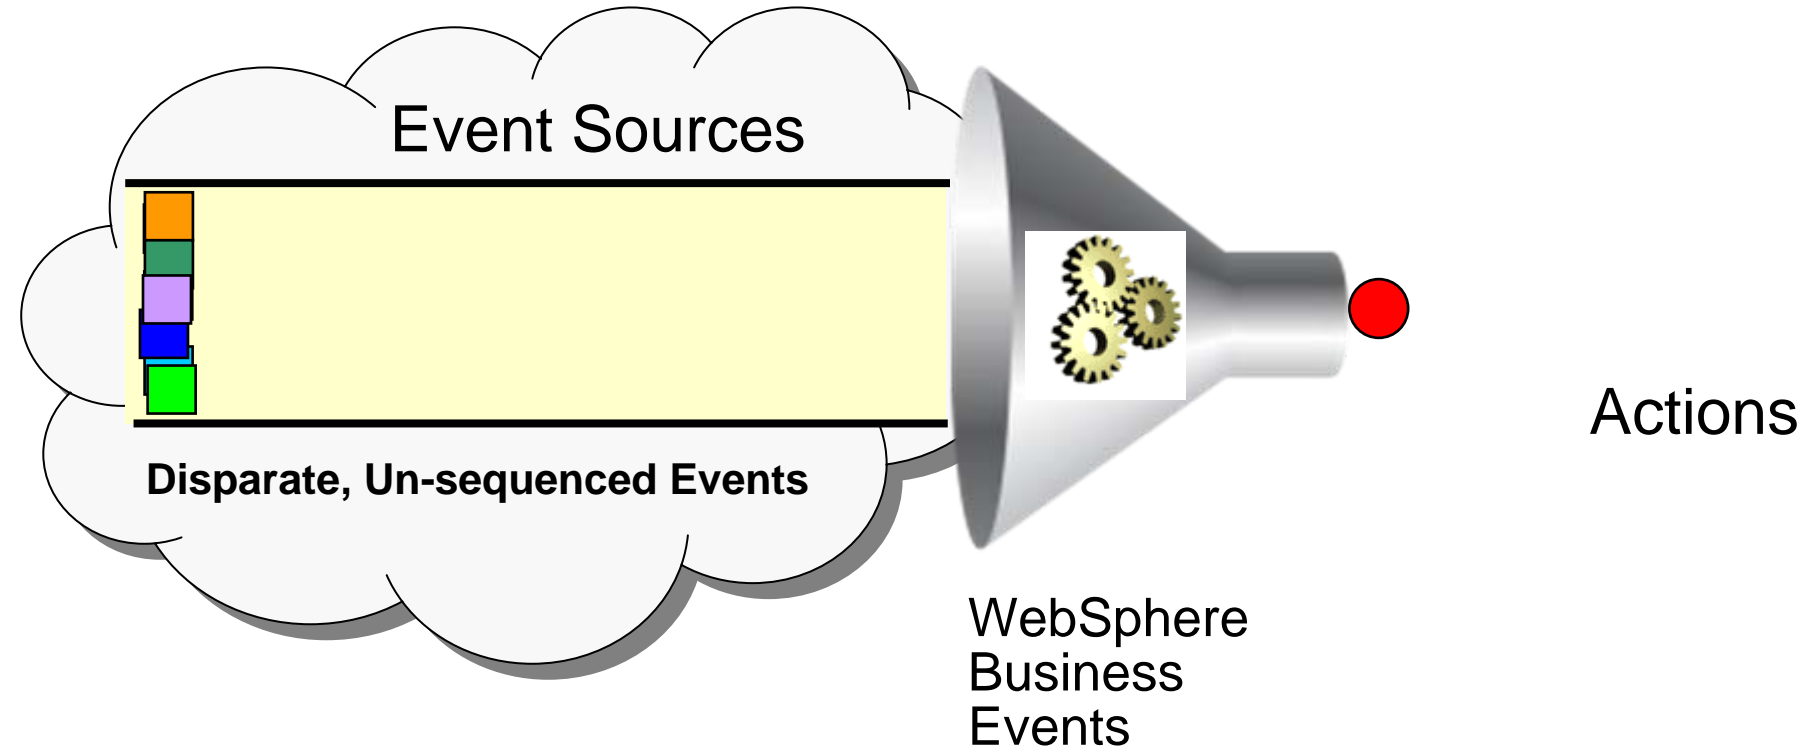 Event Sources
Disparate, Un-sequenced Events
Actions
WebSphere
Business
Events